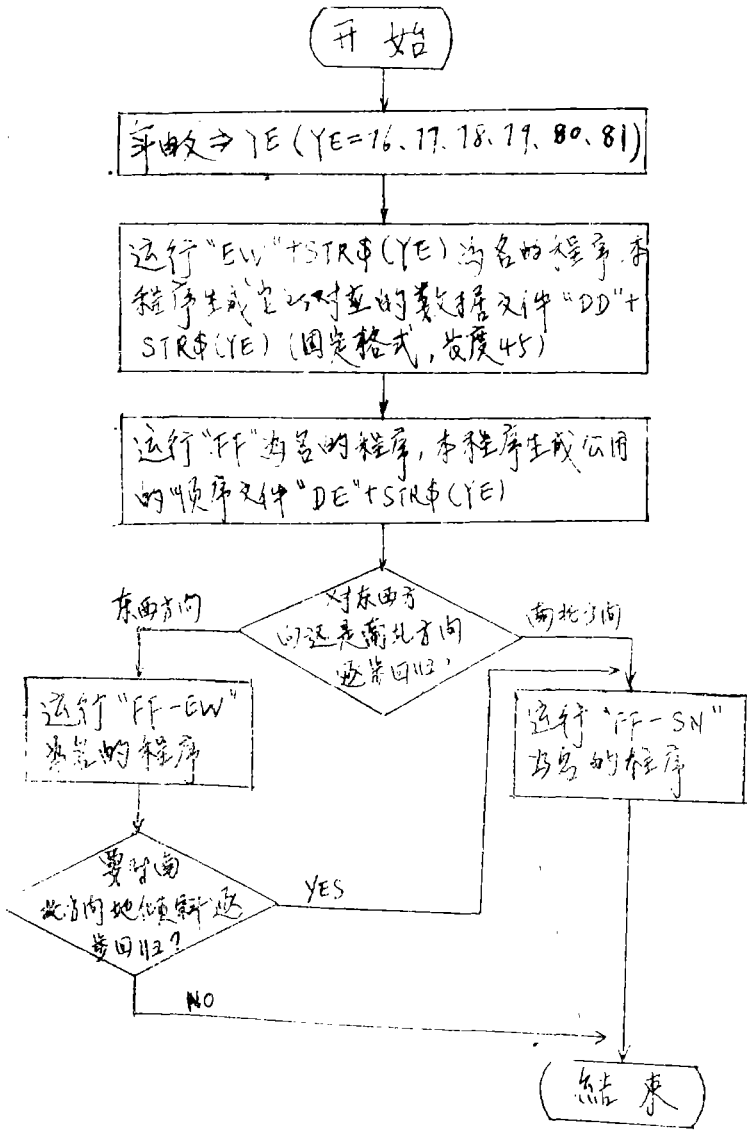 开 始
年由文⇒YE(YE=76、77、78、79、80、81)
运行"EW"+STR$(YE)为名的程序,本
程序生成它以对应的数据文件"DD"+
STR$(YE)(固定格式,长度45)
运行"FF"为名的程序,本程序生成公用
的顺序文件"DE"+STR$(YE)
对东西方
向还是南北方向
逐步回归?
东西方向
南北方向
运行"FF-EW"
为名的程序
运行"FF-SN"
为名的程序
要对南
北方向地倾斜逐
步回归?
YES
NO
结 束